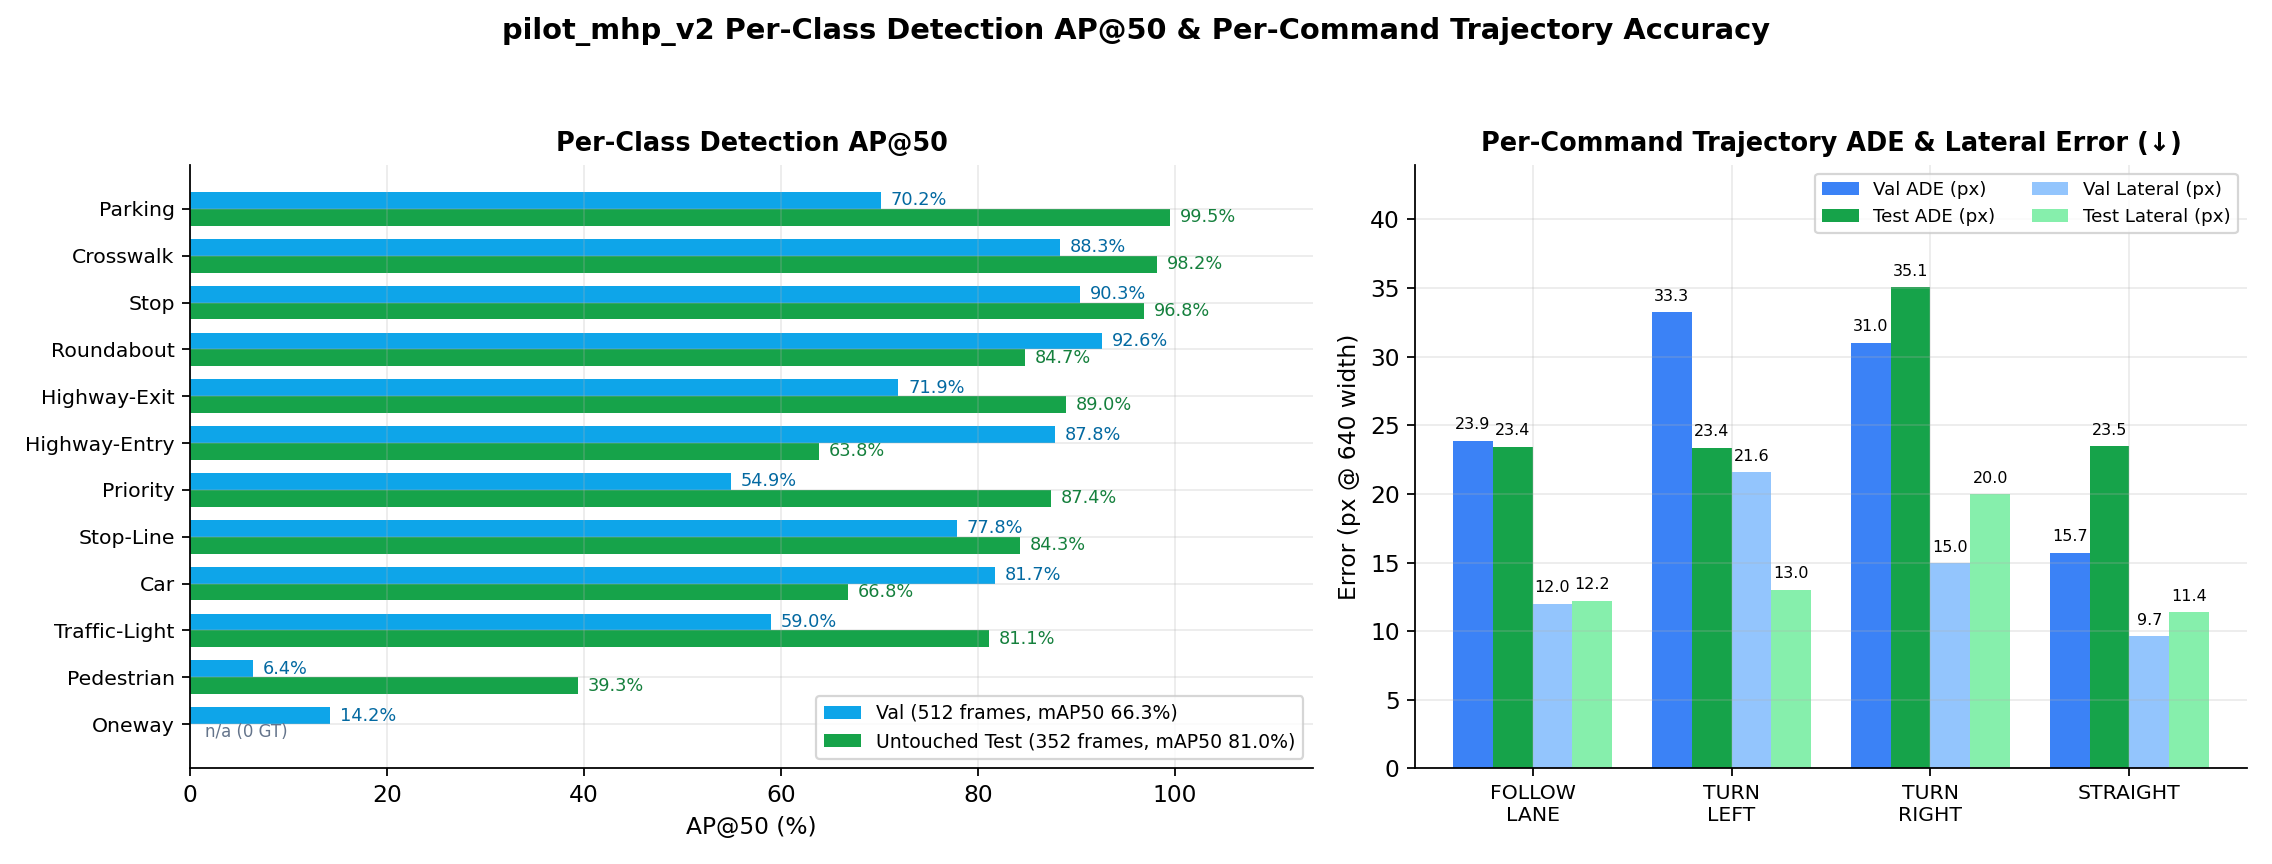 pilot_mhp_v2 Per-Class Detection AP@50 & Per-Command Trajectory Accuracy
Per-Class Detection AP@50
Parking
70.2%
99.5%
Crosswalk
88.3%
98.2%
Stop
90.3%
96.8%
Roundabout
92.6%
84.7%
Highway-Exit
71.9%
89.0%
Highway-Entry
87.8%
63.8%
Priority
54.9%
87.4%
Stop-Line
77.8%
84.3%
Car
81.7%
66.8%
Traffic-Light
59.0%
81.1%
Pedestrian
6.4%
39.3%
Oneway
14.2%
n/a (0 GT)
Val (512 frames, mAP50 66.3%)
Untouched Test (352 frames, mAP50 81.0%)
0 20 40 60 80 100
AP@50 (%)
Per-Command Trajectory ADE & Lateral Error (↓)
Val ADE (px) Val Lateral (px)
Test ADE (px) Test Lateral (px)
Error (px @ 640 width)
40
35
30
25
20
15
10
5
0
23.9 23.4 12.0 12.2
33.3 23.4 21.6 13.0
31.0 35.1 15.0 20.0
15.7 23.5 9.7 11.4
FOLLOW
LANE
TURN
LEFT
TURN
RIGHT
STRAIGHT